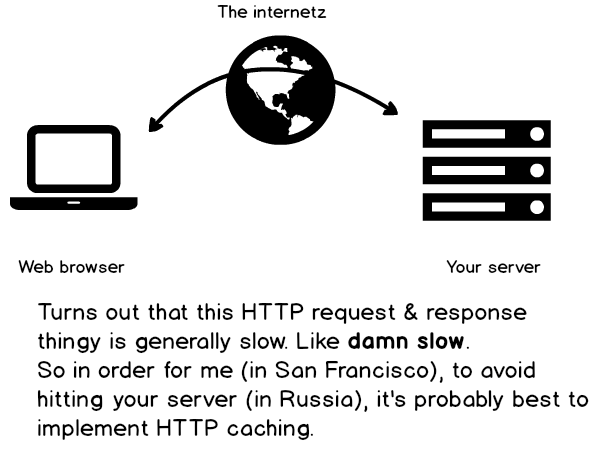 The internetz
Web browser
Your server
Turns out that this HTTP request & response
thingy is generally slow. Like damn slow.
So in order for me (in San Francisco), to avoid
hitting your server (in Russia), it's probably best to
implement HTTP caching.